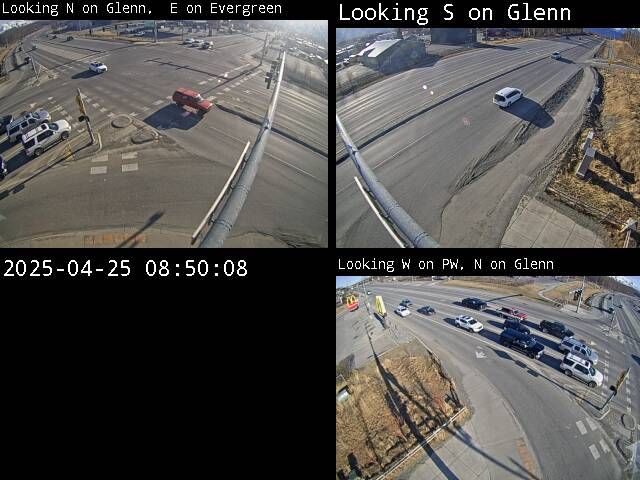 Looking N on Glenn, E on Evergreen
Looking S on Glenn
2025-04-25 08:50:08
Looking W on PW, N on Glenn